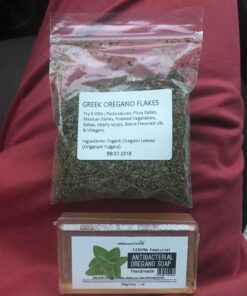 GREEK OREGANO FLAKES
Try it With: Pasta sauces, Pizza Italian,
Mexican Dishes, Roasted Vegetables,
Salads, Hearty soups. Stevia Flavored oils
& Vinegars.
Ingredients: Organic Oregano Leaves
(Origanum Vulgare).
BB 07-2018
100% Natural
ANTIBACTERIAL
OREGANO SOAP
Handmade